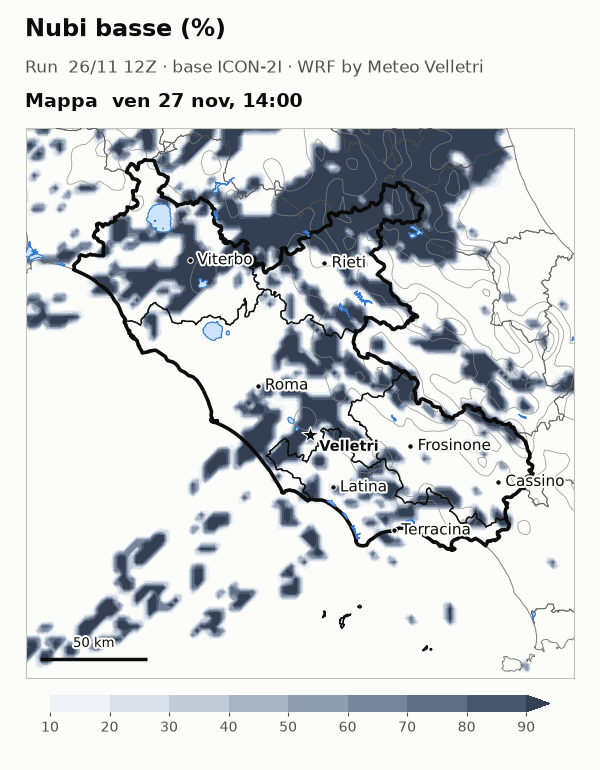 Nubi basse (%)
Run  26/11 12Z · base ICON-2I · WRF by Meteo Velletri
Mappa  ven 27 nov, 14:00
Viterbo
Rieti
Roma
Velletri
Frosinone
Cassino
Latina
Terracina
50 km
10 20 30 40 50 60 70 80 90